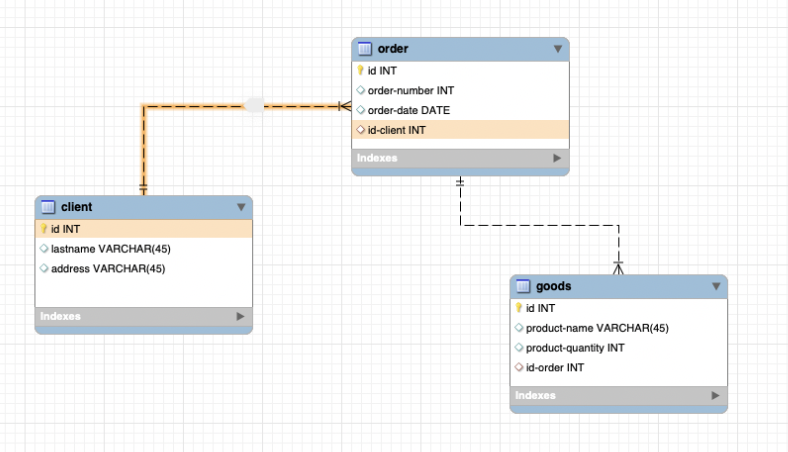 order
id INT
order-number INT
order-date DATE
id-client INT
Indexes
client
id INT
lastname VARCHAR(45)
address VARCHAR(45)
Indexes
goods
id INT
product-name VARCHAR(45)
product-quantity INT
id-order INT
Indexes